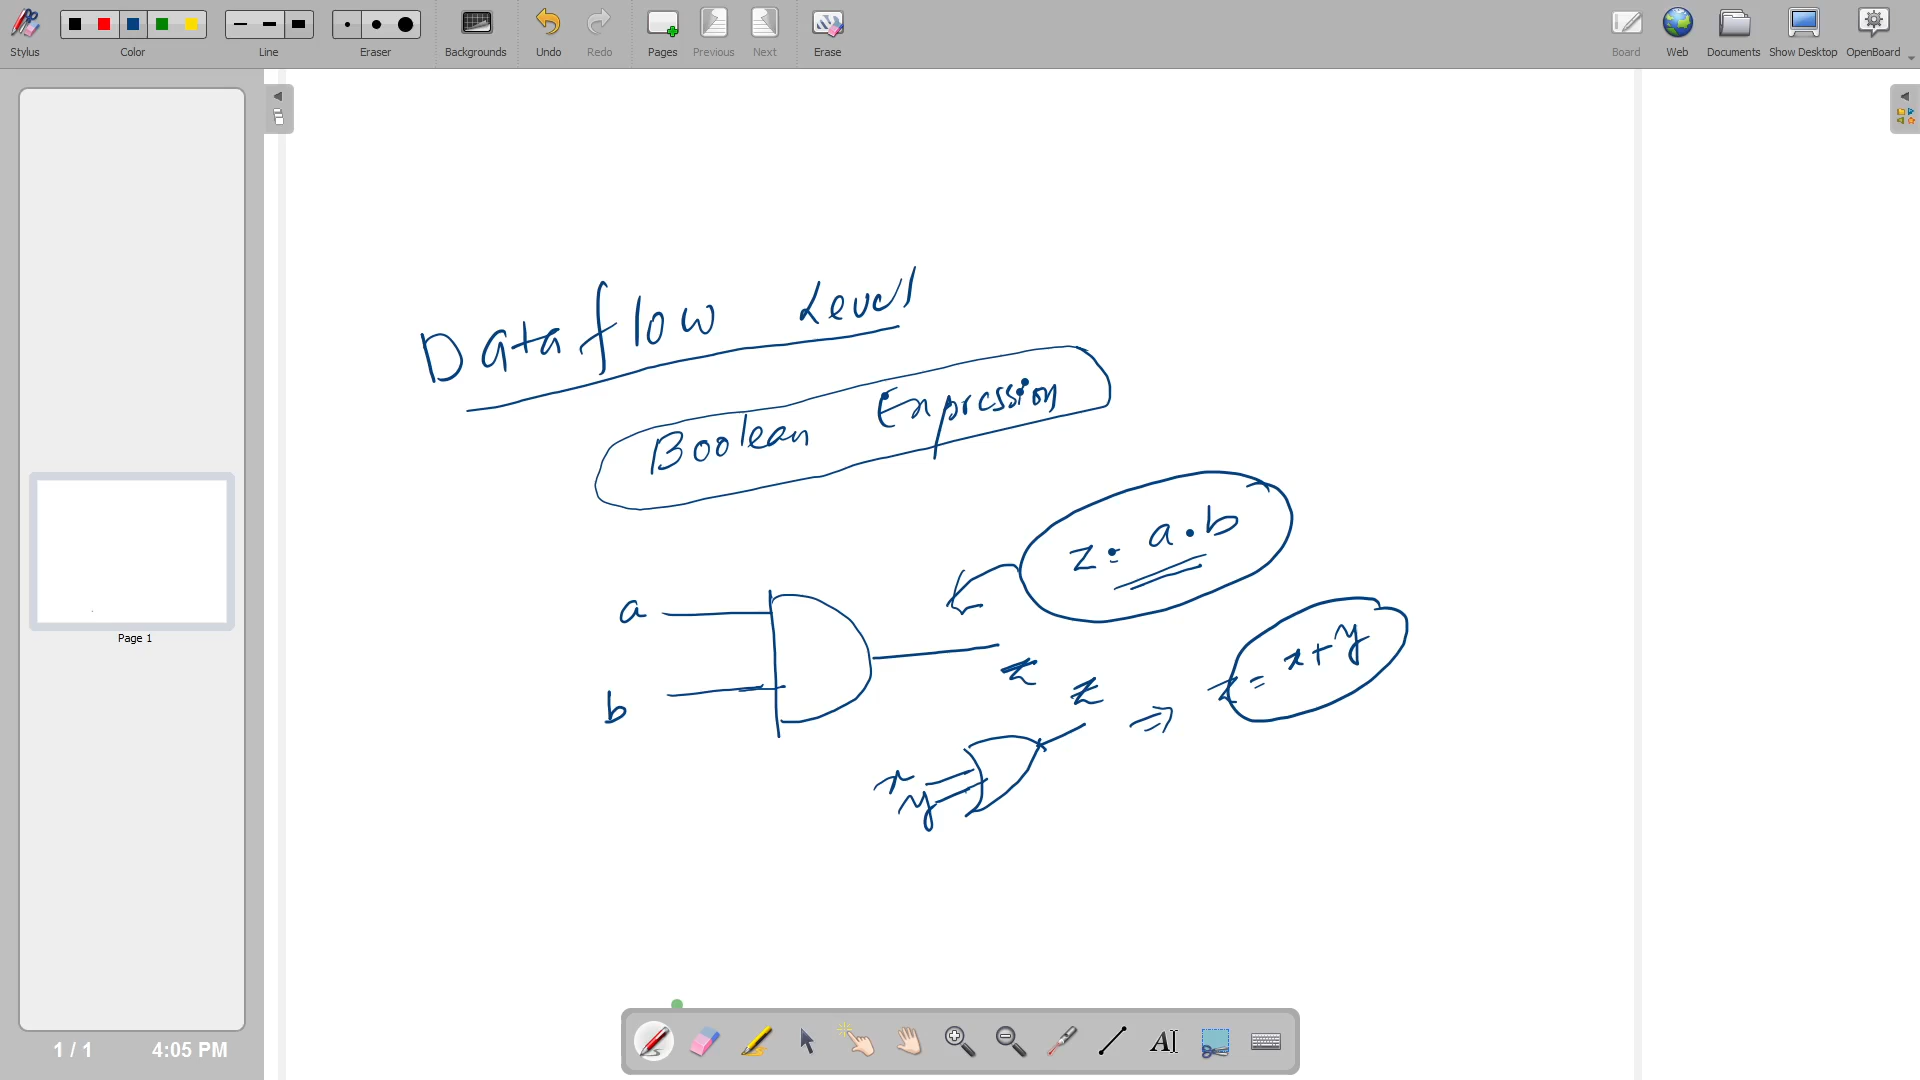 Stylus Color Line Eraser Backgrounds Undo Redo Pages Previous Next Erase Board Web Documents Show Desktop OpenBoard
Dataflow Level
Boolean Expression
z = a . b
a
b
z
z
z = x + y
x
y
Page 1
1 / 1 4:05 PM
AI